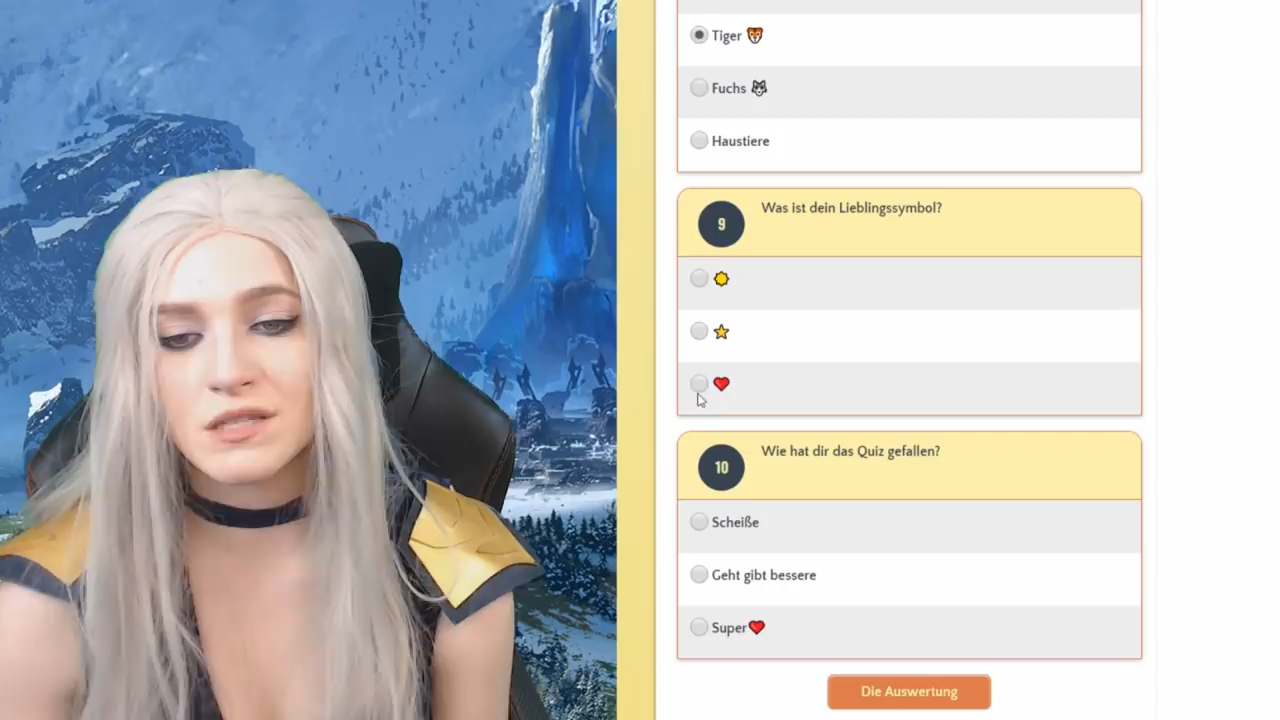 Tiger
Fuchs
Haustiere
9
Was ist dein Lieblingssymbol?
10
Wie hat dir das Quiz gefallen?
Scheiße
Geht gibt bessere
Super
Die Auswertung